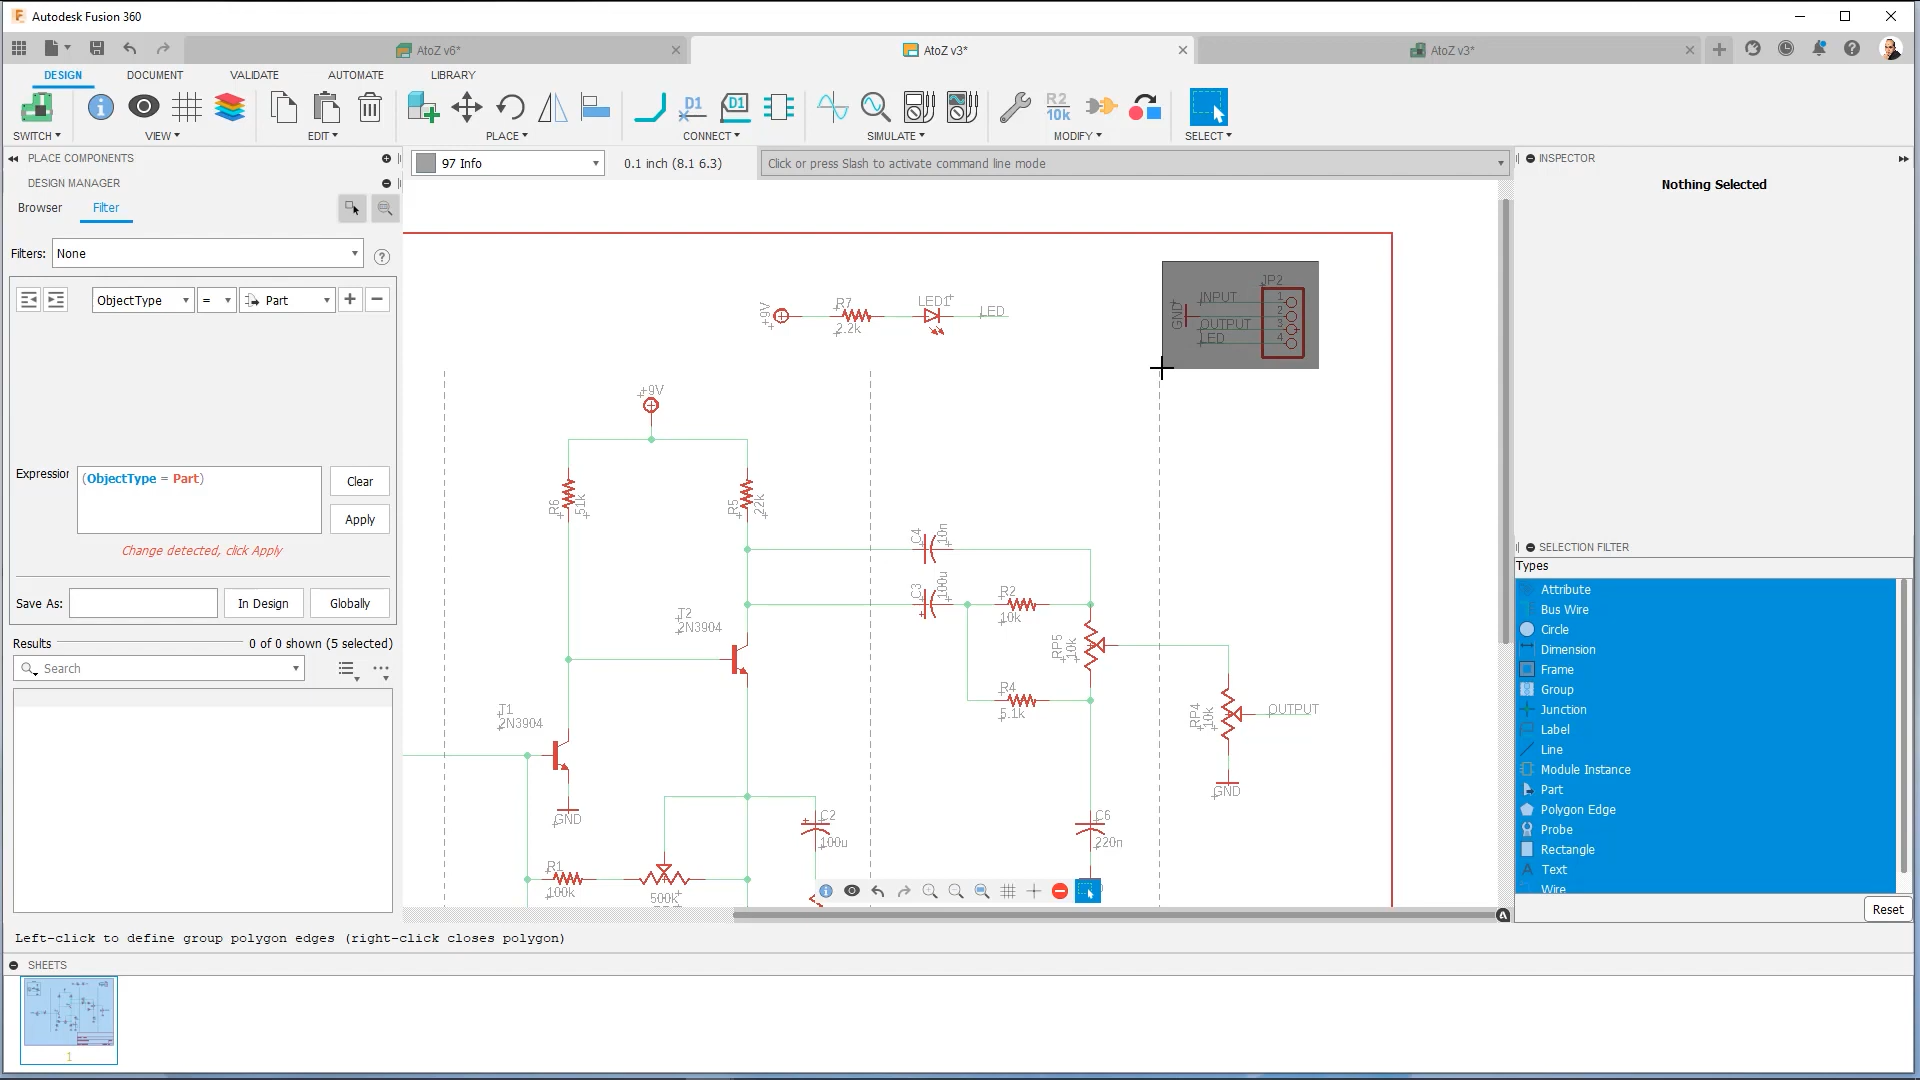 Autodesk Fusion 360
AtoZ v6*
AtoZ v3*
AtoZ v3*
DESIGN
DOCUMENT
VALIDATE
AUTOMATE
LIBRARY
D1
D1
R2
10k
SWITCH
VIEW
EDIT
PLACE
CONNECT
SIMULATE
MODIFY
SELECT
PLACE COMPONENTS
97 Info
0.1 inch (8.1 6.3)
Click or press Slash to activate command line mode
INSPECTOR
Nothing Selected
DESIGN MANAGER
Browser
Filter
Filters:
None
ObjectType
=
Part
Expression
(ObjectType = Part)
Clear
Apply
Change detected, click Apply
Save As:
In Design
Globally
Results
0 of 0 shown (5 selected)
Search
+9V
R7
2.2k
LED1
LED
JP2
INPUT
GND
OUTPUT
LED
1
2
3
4
+9V
R6
51k
R5
22k
C4
10n
C3
100u
R2
10k
T2
2N3904
RP5
10k
R4
5.1k
T1
2N3904
RP4
10k
OUTPUT
GND
GND
C2
100u
C6
220n
R1
100k
500k
SELECTION FILTER
Types
Attribute
Bus Wire
Circle
Dimension
Frame
Group
Junction
Label
Line
Module Instance
Part
Polygon Edge
Probe
Rectangle
Text
Wire
Reset
Left-click to define group polygon edges (right-click closes polygon)
SHEETS
1